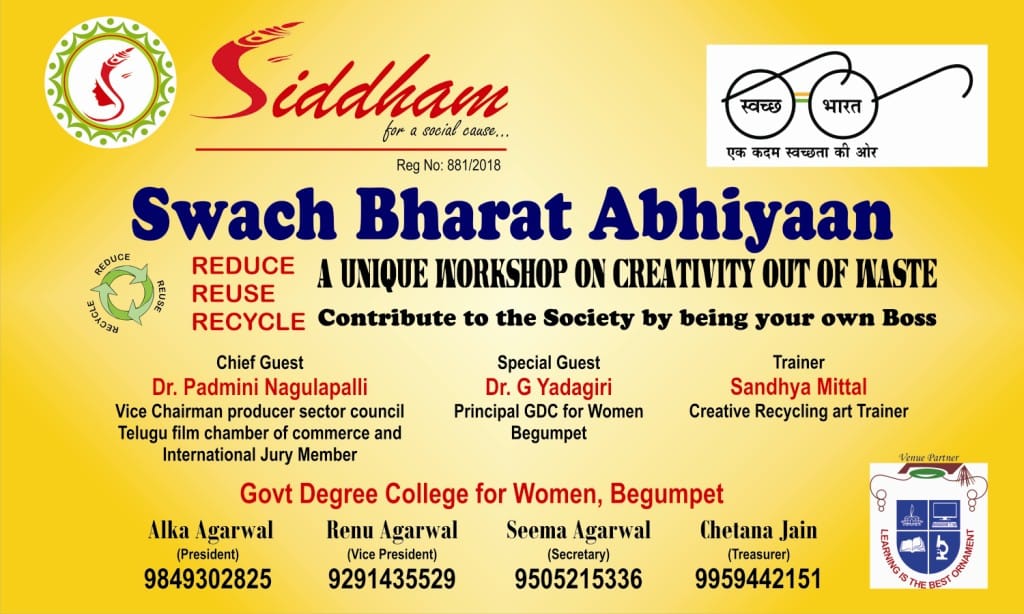 Siddham
for a social cause...
Reg No: 881/2018
स्वच्छ भारत
एक कदम स्वच्छता की ओर
Swach Bharat Abhiyaan
REDUCE
REUSE
RECYCLE
REDUCE
REUSE
RECYCLE
A UNIQUE WORKSHOP ON CREATIVITY OUT OF WASTE
Contribute to the Society by being your own Boss
Chief Guest
Dr. Padmini Nagulapalli
Vice Chairman producer sector council
Telugu film chamber of commerce and
International Jury Member
Special Guest
Dr. G Yadagiri
Principal GDC for Women
Begumpet
Trainer
Sandhya Mittal
Creative Recycling art Trainer
Govt Degree College for Women, Begumpet
Alka Agarwal
(President)
9849302825
Renu Agarwal
(Vice President)
9291435529
Seema Agarwal
(Secretary)
9505215336
Chetana Jain
(Treasurer)
9959442151
Venue Partner
LEARNING IS THE BEST ORNAMENT